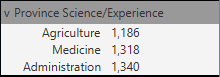 v Province Science/Experience
Agriculture 1,186
Medicine 1,318
Administration 1,340